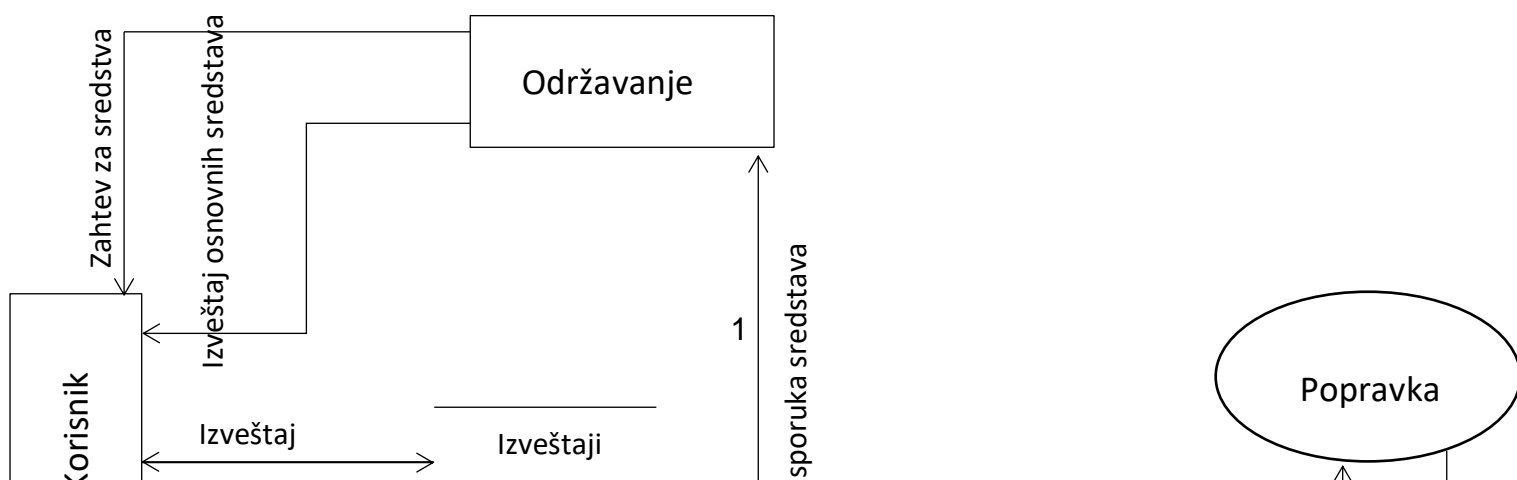 Zahtev za sredstva
Izveštaj osnovnih sredstava
Održavanje
1
sporuka sredstava
Popravka
Korisnik
Izveštaj
Izveštaji